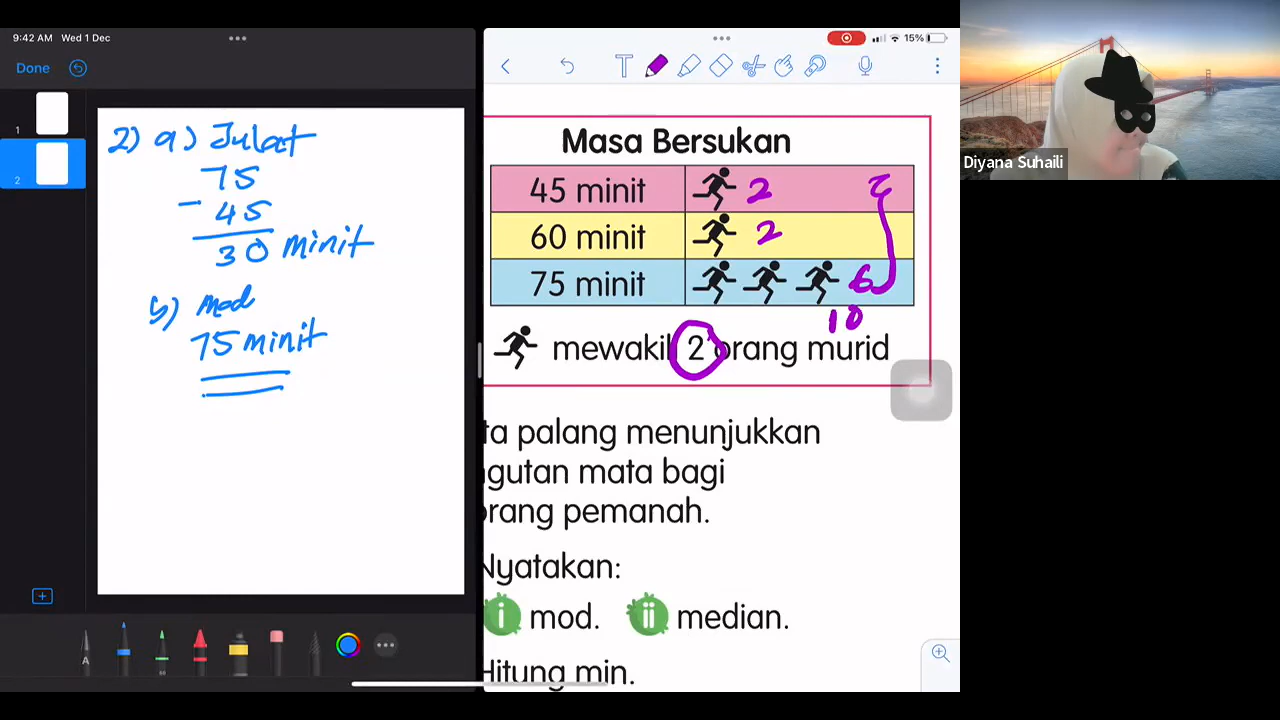 9:42 AM Wed 1 Dec
Done
1
2
2) a) Julat
75
- 45
30 minit
b) Mod
75 minit
15%
T
Masa Bersukan
45 minit 2
60 minit 2
75 minit 6
10
mewakili 2 orang murid
ta palang menunjukkan
gutan mata bagi
orang pemanah.
Nyatakan:
i mod. ii median.
Hitung min.
Diyana Suhaili